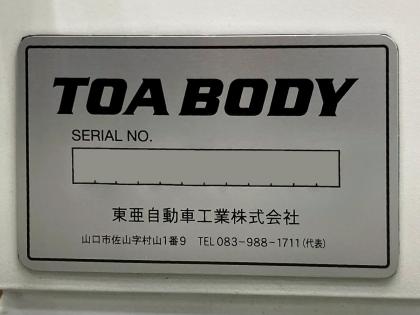 TOA BODY
SERIAL NO.
東亜自動車工業株式会社
山口市佐山字村山1番9 TEL 083-988-1711(代表)